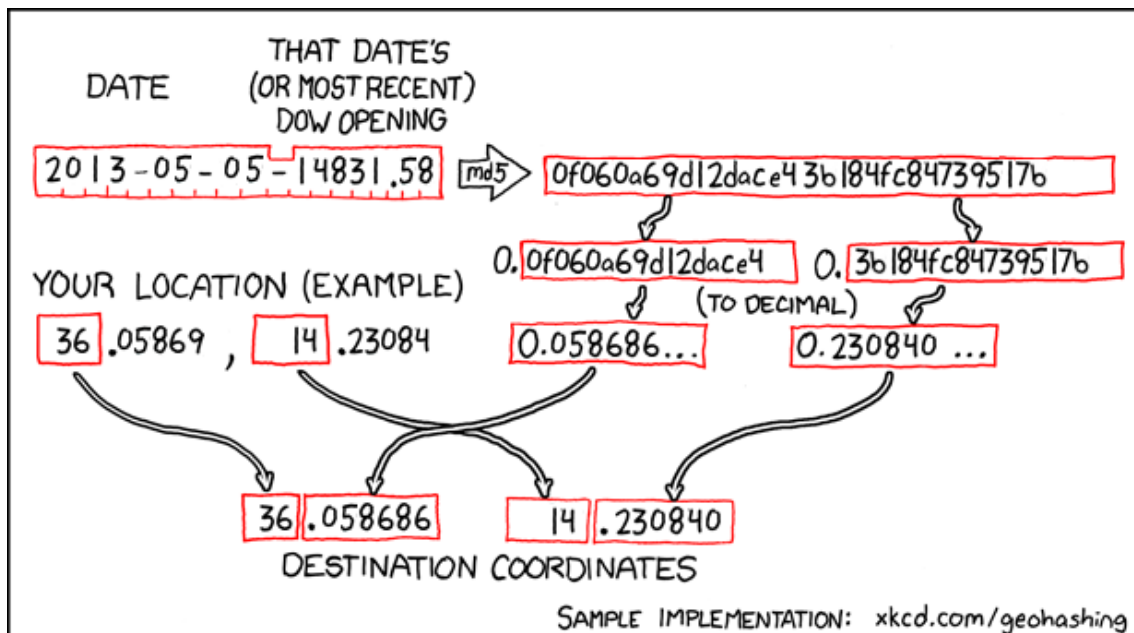 DATE
THAT DATE'S
(OR MOST RECENT)
DOW OPENING
2013-05-05-14831.58
md5
0f060a69d12dace43b184fc84739517b
0.0f060a69d12dace4
0.3b184fc84739517b
YOUR LOCATION (EXAMPLE)
(TO DECIMAL)
36.05869, 14.23084
0.058686...
0.230840 ...
36.058686
14.230840
DESTINATION COORDINATES
SAMPLE IMPLEMENTATION: xkcd.com/geohashing